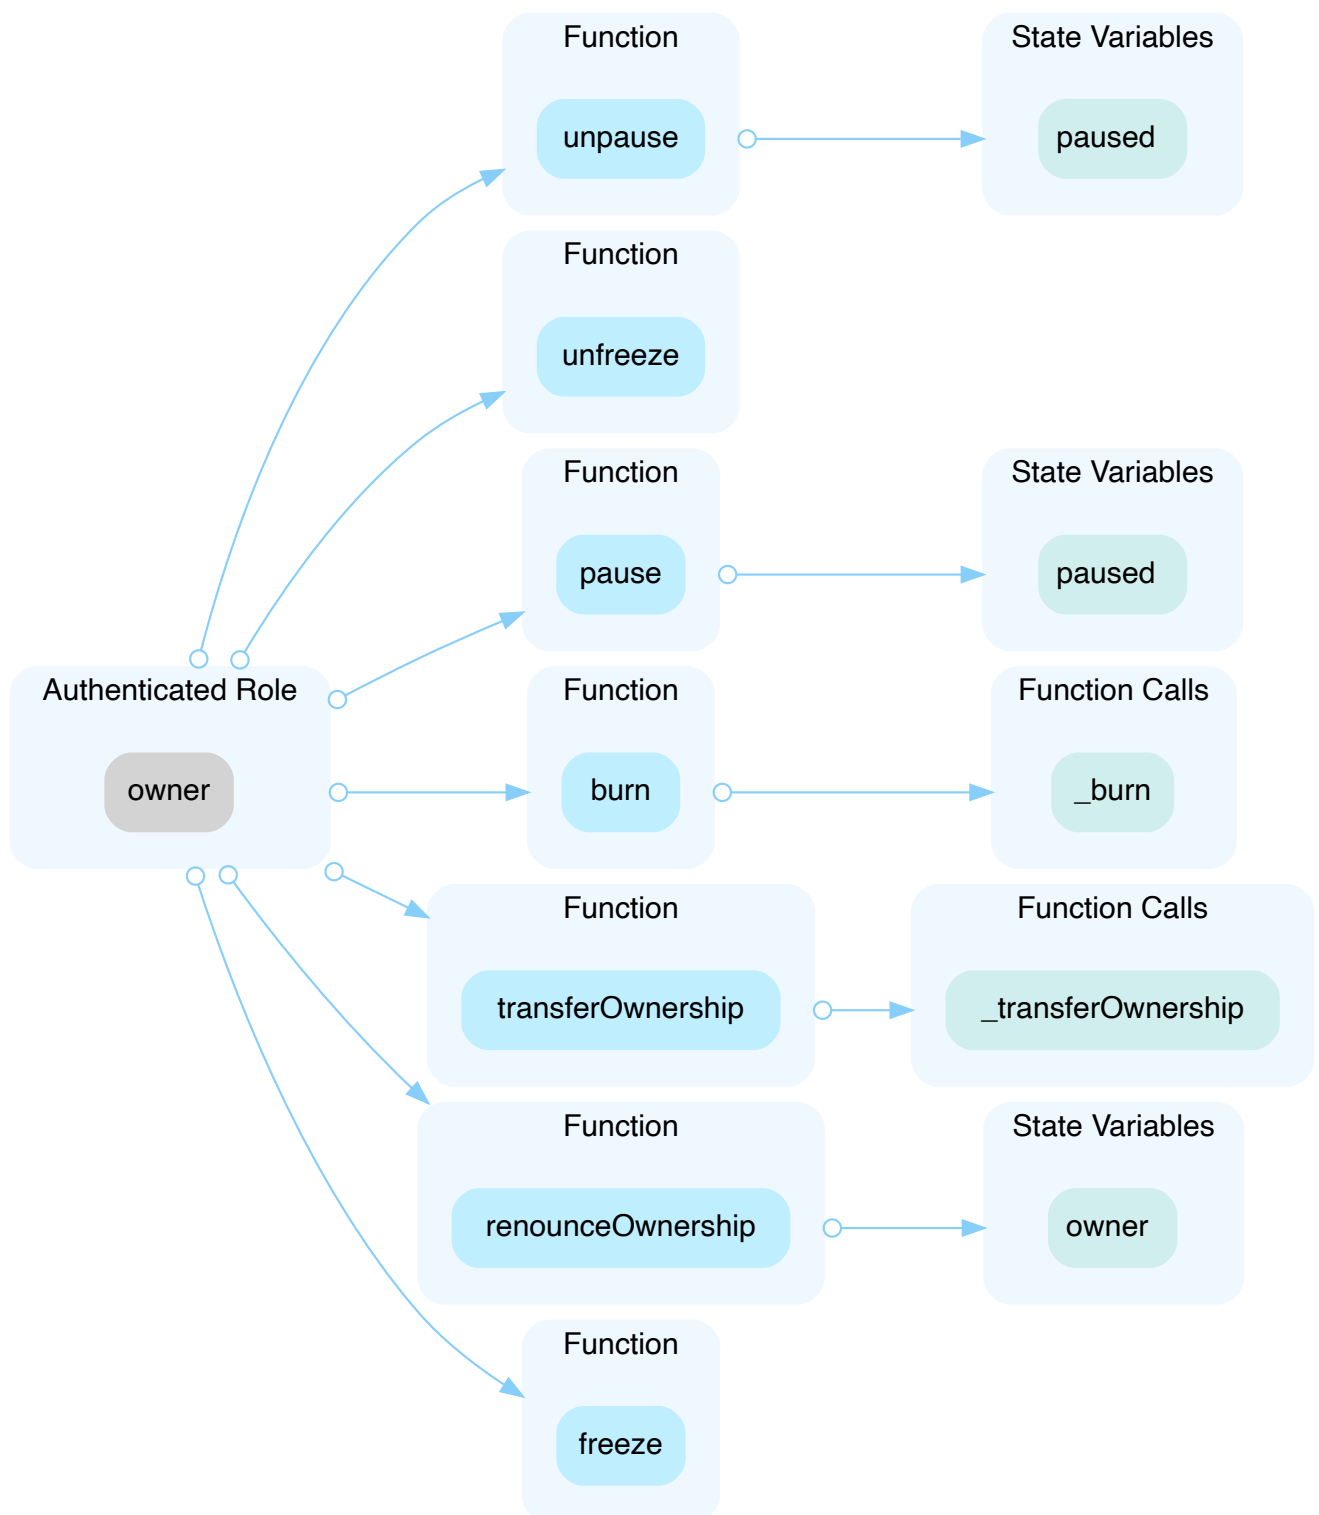 Function
State Variables
unpause
paused
Function
unfreeze
Function
State Variables
pause
paused
Authenticated Role
Function
Function Calls
owner
burn
_burn
Function
Function Calls
transferOwnership
_transferOwnership
Function
State Variables
renounceOwnership
owner
Function
freeze